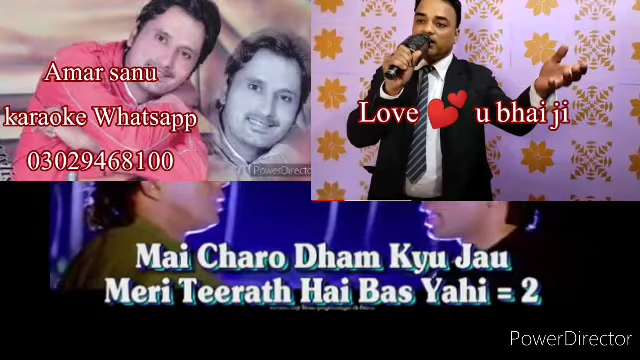 Amar sanu
karaoke Whatsapp
03029468100
PowerDirector
Love 💕 u bhai ji
Mai Charo Dham Kyu Jau
Meri Teerath Hai Bas Yahi = 2
PowerDirector